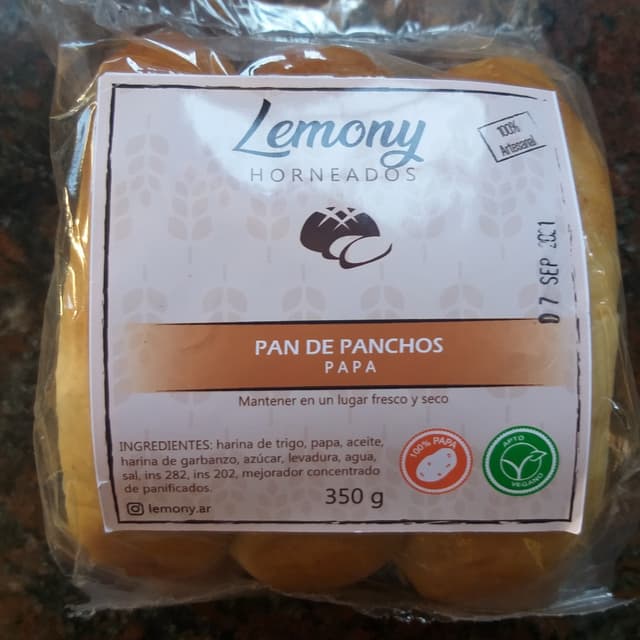 Lemony
HORNEADOS
100%
Artesanal
07 SEP 2021
PAN DE PANCHOS
PAPA
Mantener en un lugar fresco y seco
INGREDIENTES: harina de trigo, papa, aceite,
harina de garbanzo, azúcar, levadura, agua,
sal, ins 282, ins 202, mejorador concentrado
de panificados.
350 g
lemony.ar
100% PAPA
APTO
VEGANO